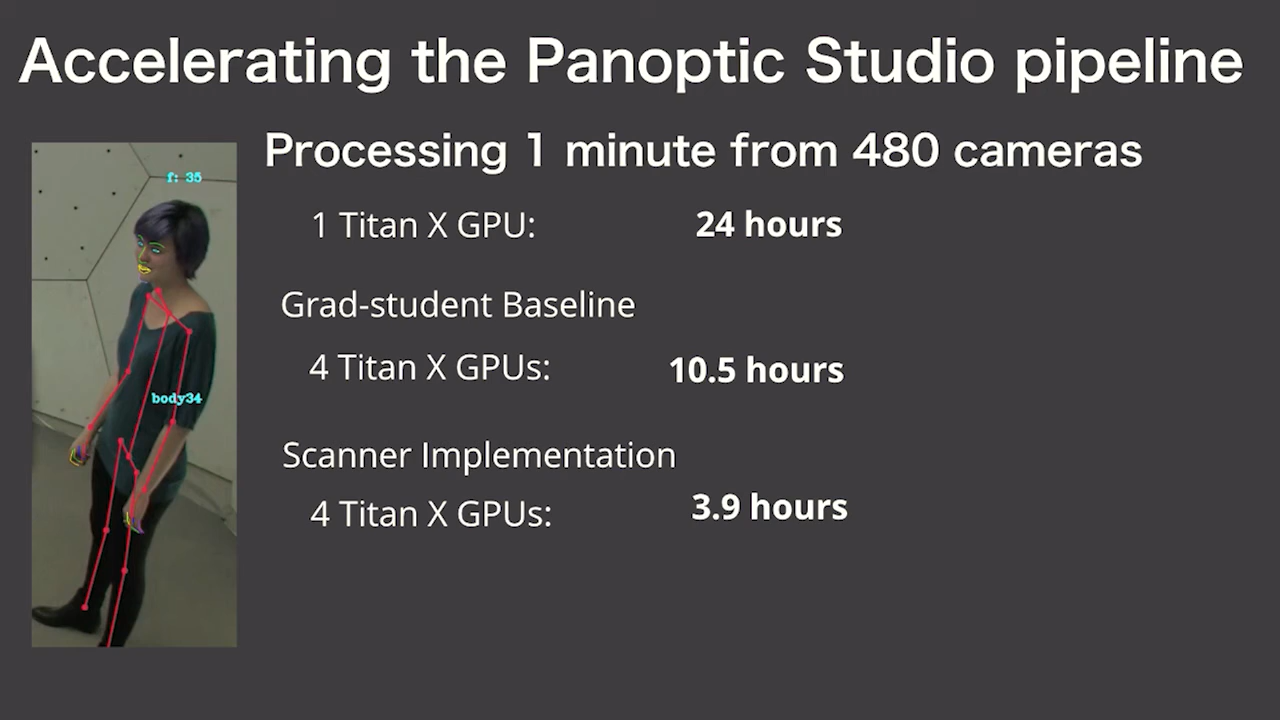 Accelerating the Panoptic Studio pipeline
Processing 1 minute from 480 cameras
f: 35
1 Titan X GPU: 24 hours
Grad-student Baseline
4 Titan X GPUs: 10.5 hours
body34
Scanner Implementation
4 Titan X GPUs: 3.9 hours